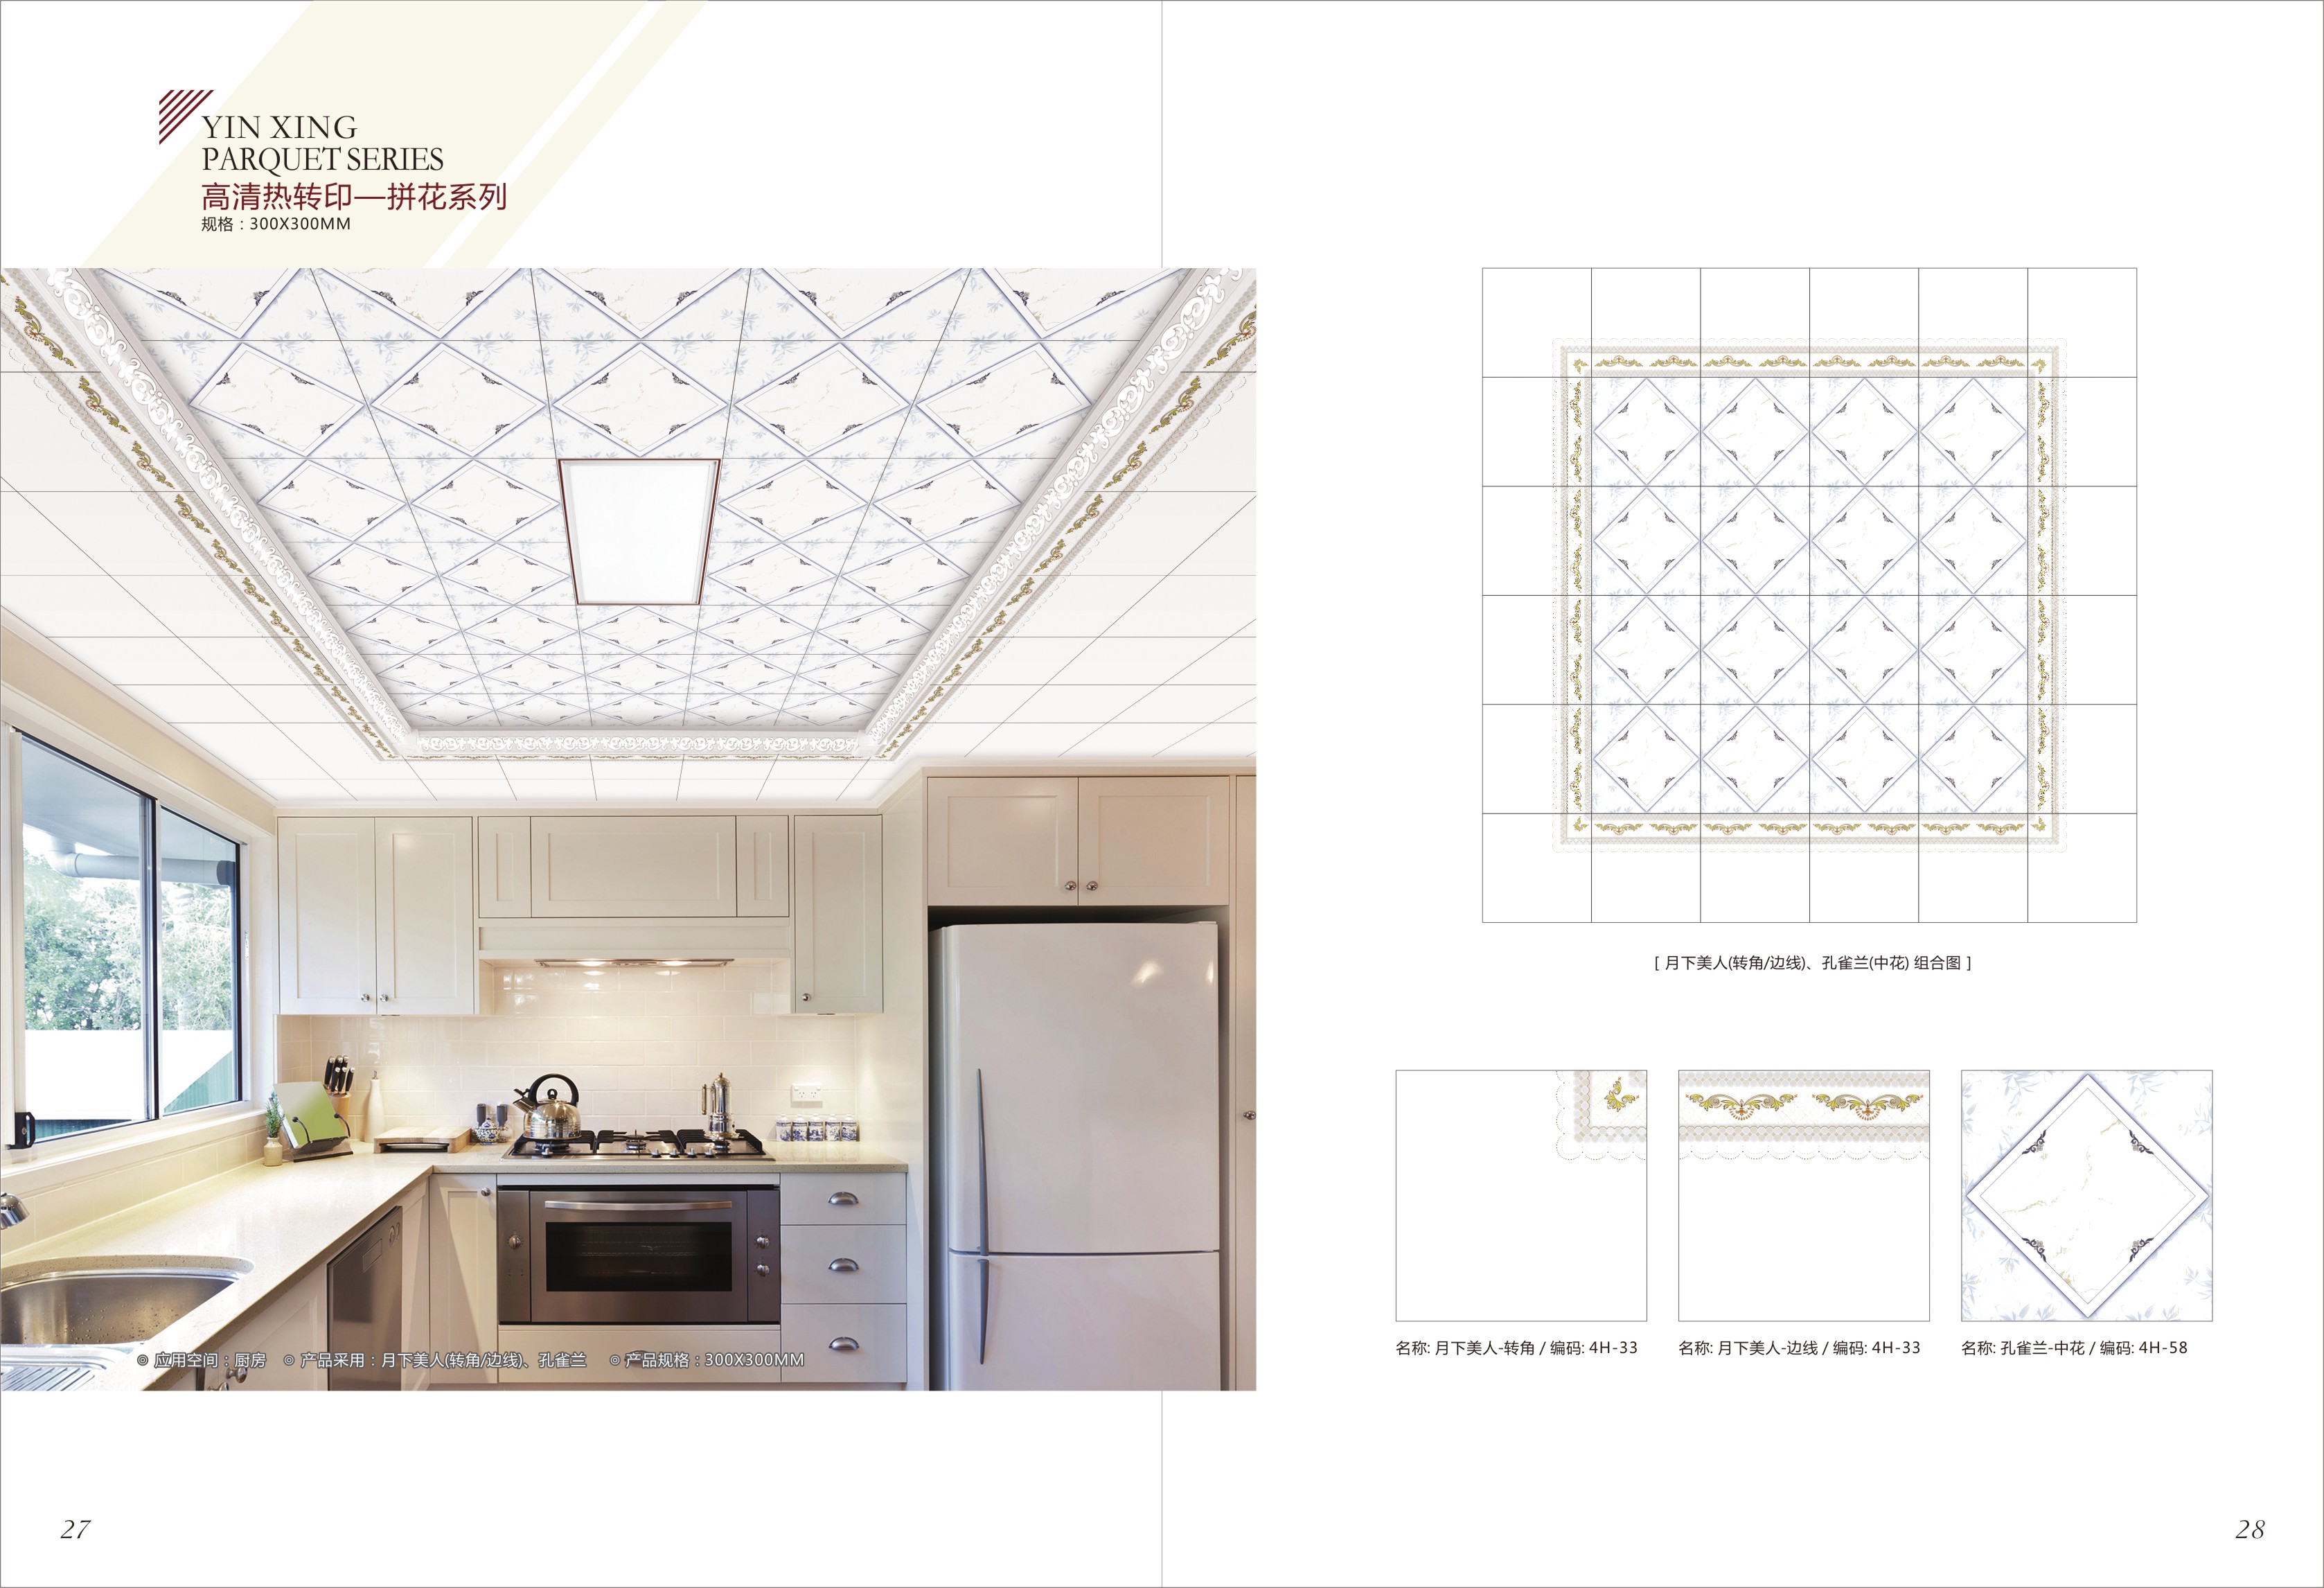 YIN XING
PARQUET SERIES
高清热转印—拼花系列
规格：300X300MM
◎ 应用空间：厨房 ◎ 产品采用：月下美人(转角/边线)、孔雀兰 ◎ 产品规格：300X300MM
27
[ 月下美人(转角/边线)、孔雀兰(中花) 组合图 ]
名称: 月下美人-转角 / 编码: 4H-33
名称: 月下美人-边线 / 编码: 4H-33
名称: 孔雀兰-中花 / 编码: 4H-58
28